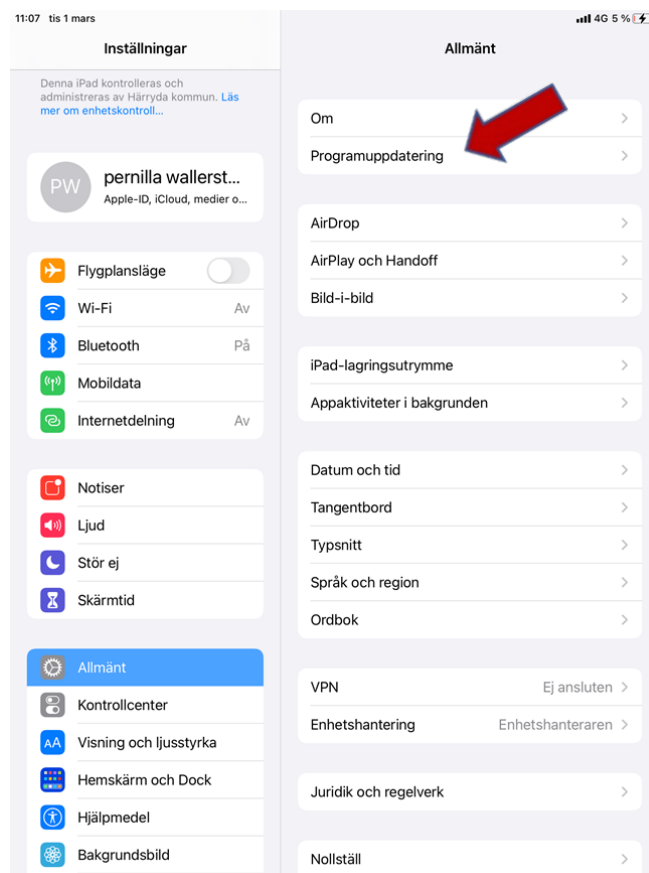 11:07 tis 1 mars
4G 5 %
Inställningar
Denna iPad kontrolleras och
administreras av Härryda kommun. Läs
mer om enhetskontroll...
PW
pernilla wallerst...
Apple-ID, iCloud, medier o...
Flygplansläge
Wi-Fi Av
Bluetooth På
Mobildata
Internetdelning Av
Notiser
Ljud
Stör ej
Skärmtid
Allmänt
Kontrollcenter
AA Visning och ljusstyrka
Hemskärm och Dock
Hjälpmedel
Bakgrundsbild
Allmänt
Om
Programuppdatering
AirDrop
AirPlay och Handoff
Bild-i-bild
iPad-lagringsutrymme
Appaktiviteter i bakgrunden
Datum och tid
Tangentbord
Typsnitt
Språk och region
Ordbok
VPN Ej ansluten
Enhetshantering Enhetshanteraren
Juridik och regelverk
Nollställ